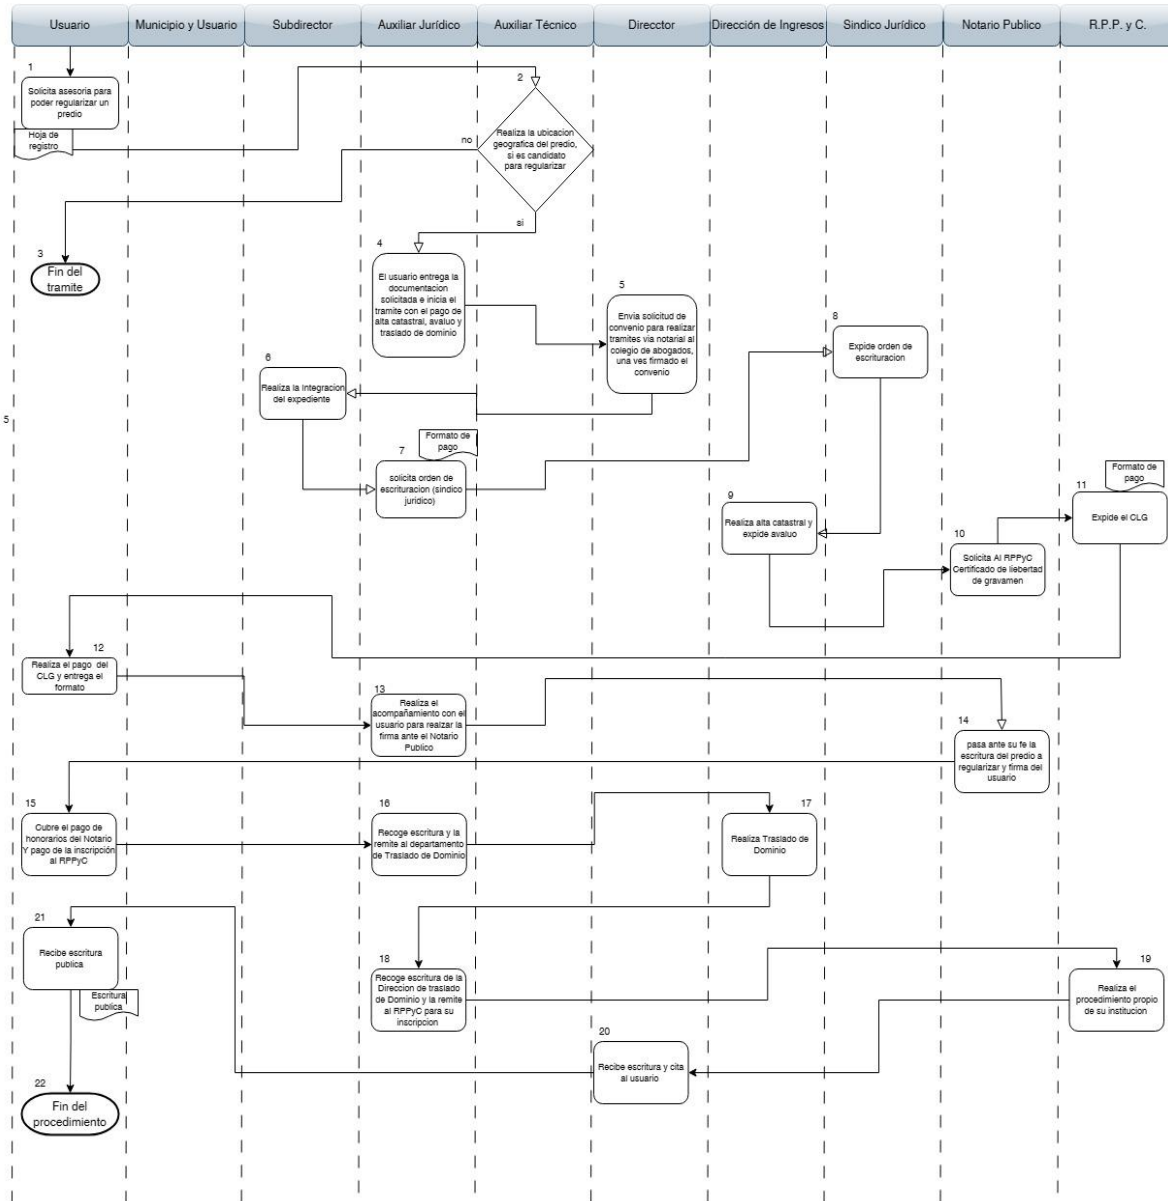 Usuario
Municipio y Usuario
Subdirector
Auxiliar Jurídico
Auxiliar Técnico
Direcctor
Dirección de Ingresos
Sindico Jurídico
Notario Publico
R.P.P. y C.
1
Solicita asesoria para
poder regularizar un
predio
Hoja de
registro
2
Realiza la ubicacion
geografica del predio,
si es candidato
para regularizar
no
si
3
Fin del
tramite
4
El usuario entrega la
documentacion
solicitada e inicia el
tramite con el pago de
alta catastral, avaluo y
traslado de dominio
5
Envia solicitud de
convenio para realizar
tramites via notarial al
colegio de abogados,
una ves firmado el
convenio
8
Expide orden de
escrituracion
6
Realiza la Integracion
del expediente
5
Formato de
pago
7
solicita orden de
escrituracion (sindico
juridico)
9
Realiza alta catastral y
expide avaluo
10
Solicita Al RPPyC
Certificado de liebertad
de gravamen
Formato de
pago
11
Expide el CLG
12
Realiza el pago del
CLG y entrega el
formato
13
Realiza el
acompañamiento con el
usuario para realzar la
firma ante el Notario
Publico
14
pasa ante su fe la
escritura del predio a
regularizar y firma del
usuario
15
Cubre el pago de
honorarios del Notario
Y pago de la inscripción
al RPPyC
16
Recoge escritura y la
remite al departamento
de Traslado de Dominio
17
Realiza Traslado de
Dominio
21
Recibe escritura
publica
Escritura
publica
18
Recoge escritura de la
Direccion de traslado
de Dominio y la remite
al RPPyC para su
inscripcion
19
Realiza el
procedimiento propio
de su institucion
20
Recibe escritura y cita
al usuario
22
Fin del
procedimiento